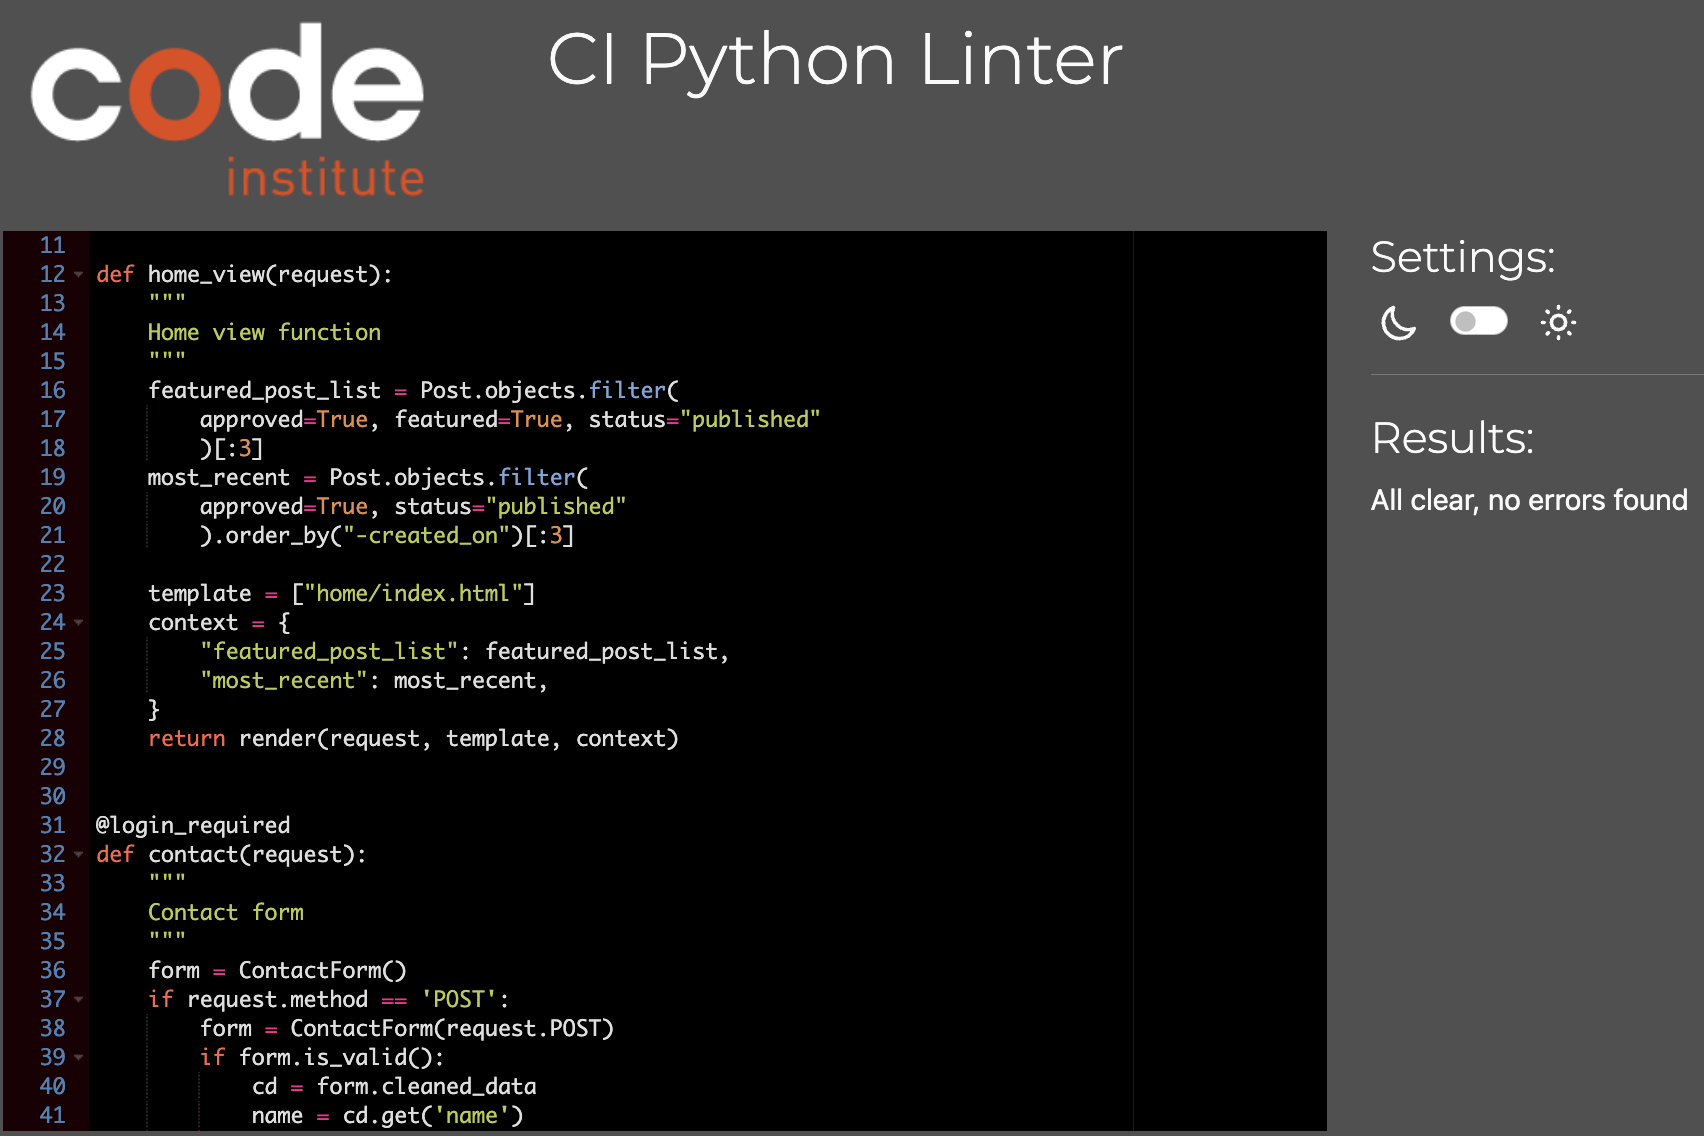 code
institute
CI Python Linter
11
12 def home_view(request):
13     """
14     Home view function
15     """
16     featured_post_list = Post.objects.filter(
17         approved=True, featured=True, status="published"
18         )[:3]
19     most_recent = Post.objects.filter(
20         approved=True, status="published"
21         ).order_by("-created_on")[:3]
22
23     template = ["home/index.html"]
24     context = {
25         "featured_post_list": featured_post_list,
26         "most_recent": most_recent,
27     }
28     return render(request, template, context)
29
30
31 @login_required
32 def contact(request):
33     """
34     Contact form
35     """
36     form = ContactForm()
37     if request.method == 'POST':
38         form = ContactForm(request.POST)
39         if form.is_valid():
40             cd = form.cleaned_data
41             name = cd.get('name')
Settings:
Results:
All clear, no errors found